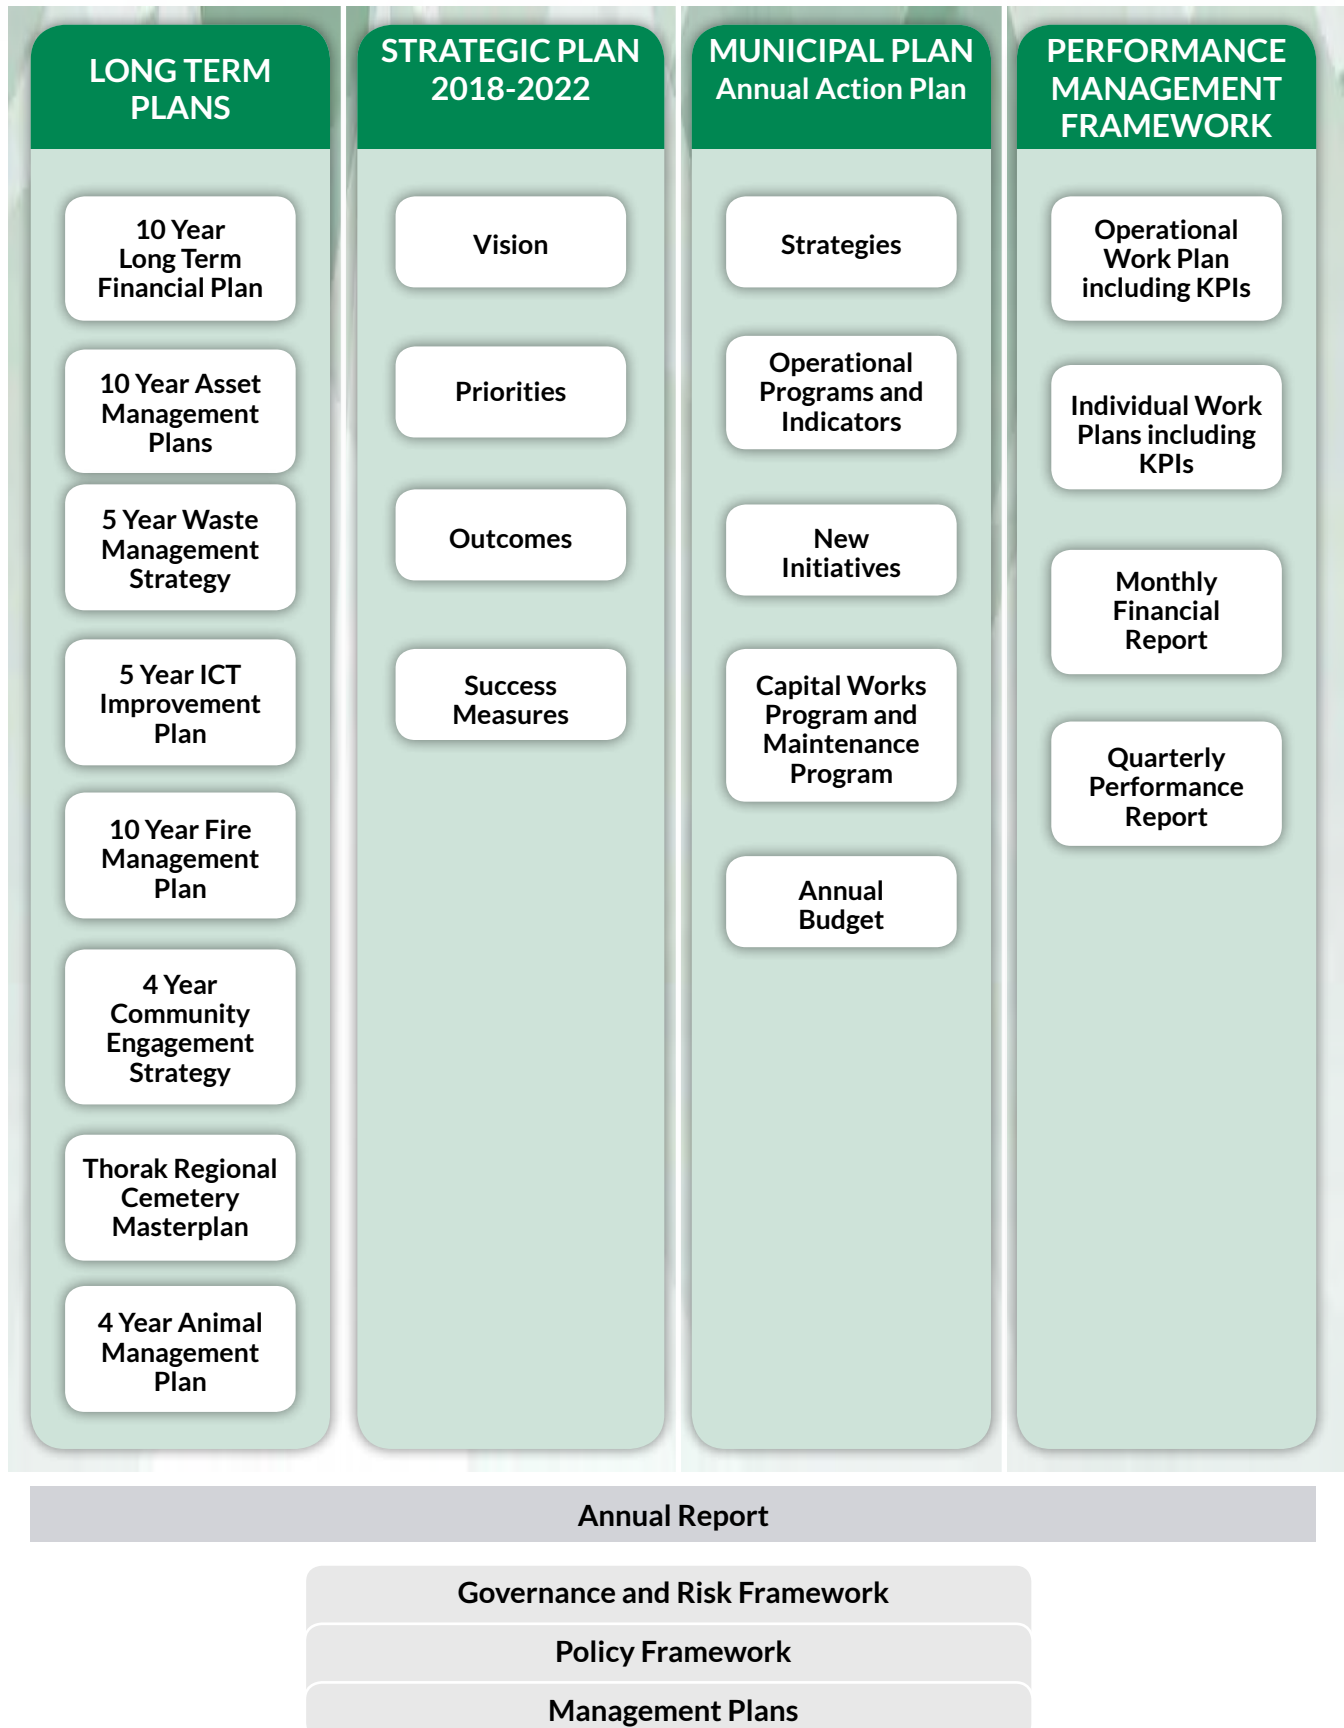 LONG TERM
PLANS
10 Year
Long Term
Financial Plan
10 Year Asset
Management
Plans
5 Year Waste
Management
Strategy
5 Year ICT
Improvement
Plan
10 Year Fire
Management
Plan
4 Year
Community
Engagement
Strategy
Thorak Regional
Cemetery
Masterplan
4 Year Animal
Management
Plan
STRATEGIC PLAN
2018-2022
Vision
Priorities
Outcomes
Success
Measures
MUNICIPAL PLAN
Annual Action Plan
Strategies
Operational
Programs and
Indicators
New
Initiatives
Capital Works
Program and
Maintenance
Program
Annual
Budget
PERFORMANCE
MANAGEMENT
FRAMEWORK
Operational
Work Plan
including KPIs
Individual Work
Plans including
KPIs
Monthly
Financial
Report
Quarterly
Performance
Report
Annual Report
Governance and Risk Framework
Policy Framework
Management Plans